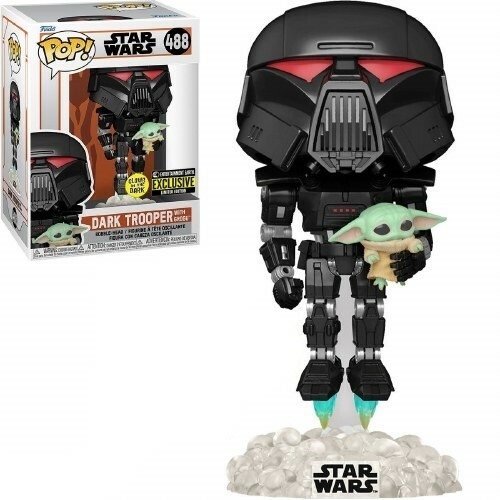 Funko
POP!
STAR
WARS
488
GLOWS
IN THE
DARK
ENTERTAINMENT EARTH
EXCLUSIVE
LIMITED EDITION
DARK TROOPER
WITH
GROGU
BOBBLE-HEAD
STAR
WARS